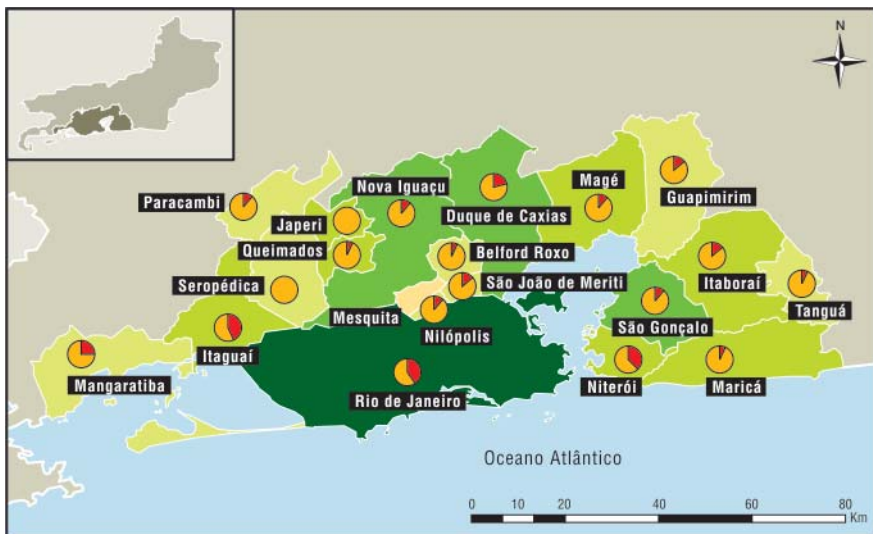 N
Paracambi
Nova Iguaçu
Magé
Guapimirim
Japeri
Duque de Caxias
Queimados
Belford Roxo
Seropédica
São João de Meriti
Itaboraí
Tanguá
Mesquita
Nilópolis
São Gonçalo
Itaguaí
Mangaratiba
Rio de Janeiro
Niterói
Maricá
Oceano Atlântico
0 10 20 40 60 80
Km